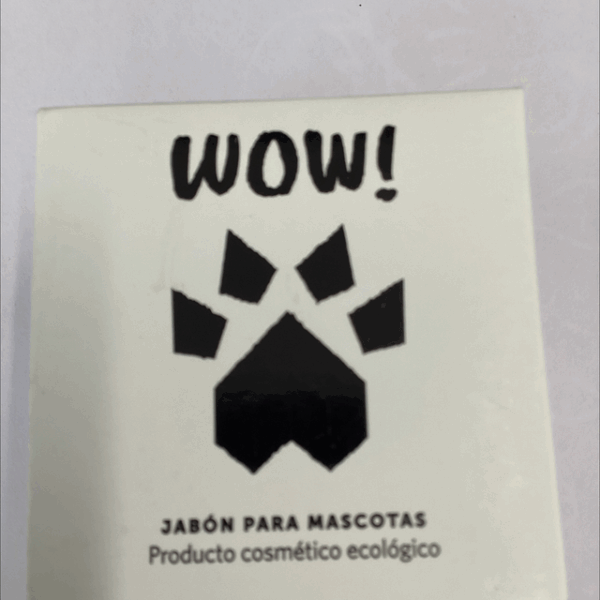 WOW!
JABÓN PARA MASCOTAS
Producto cosmético ecológico